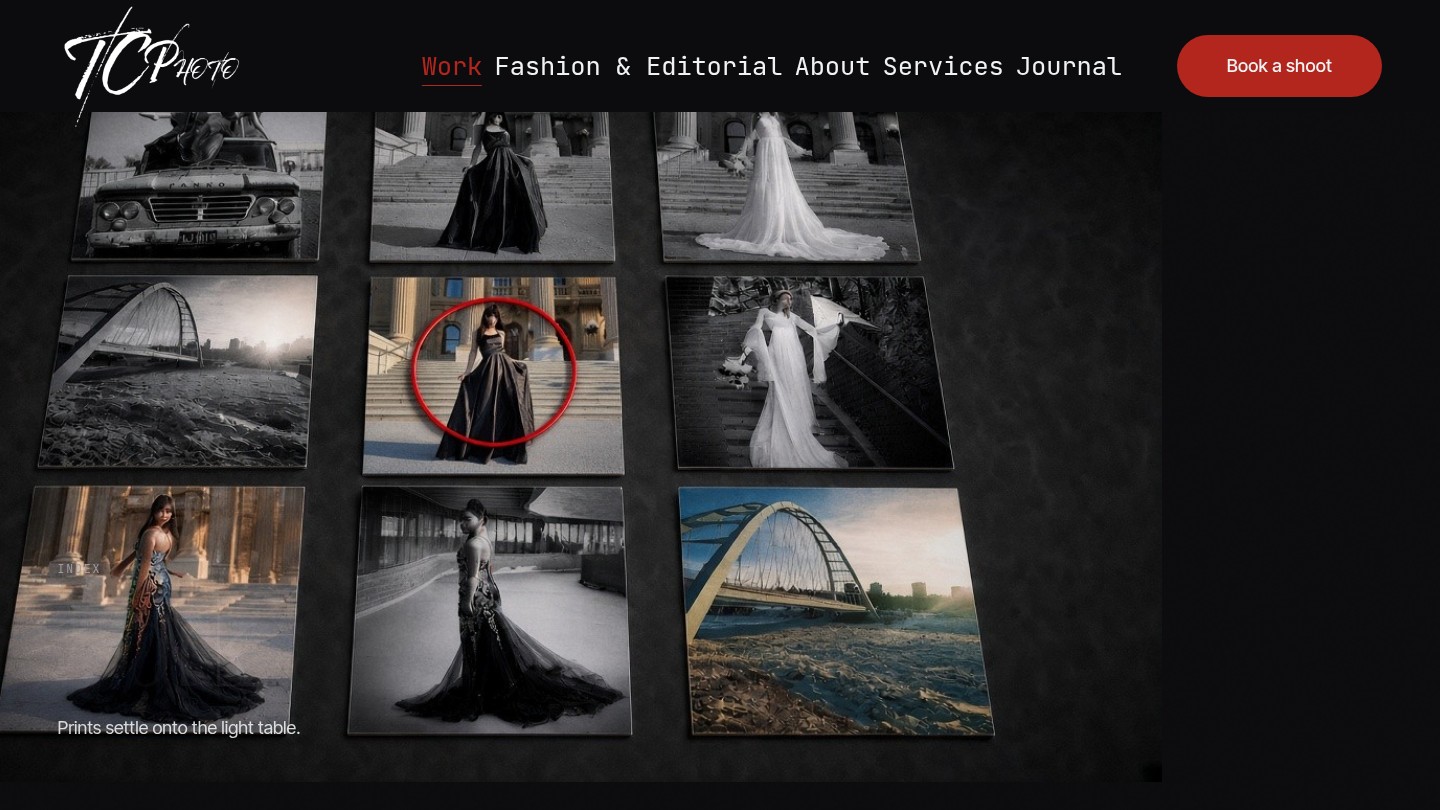 TCPHOTO
Work Fashion & Editorial About Services Journal
Book a shoot
INDEX
Prints settle onto the light table.